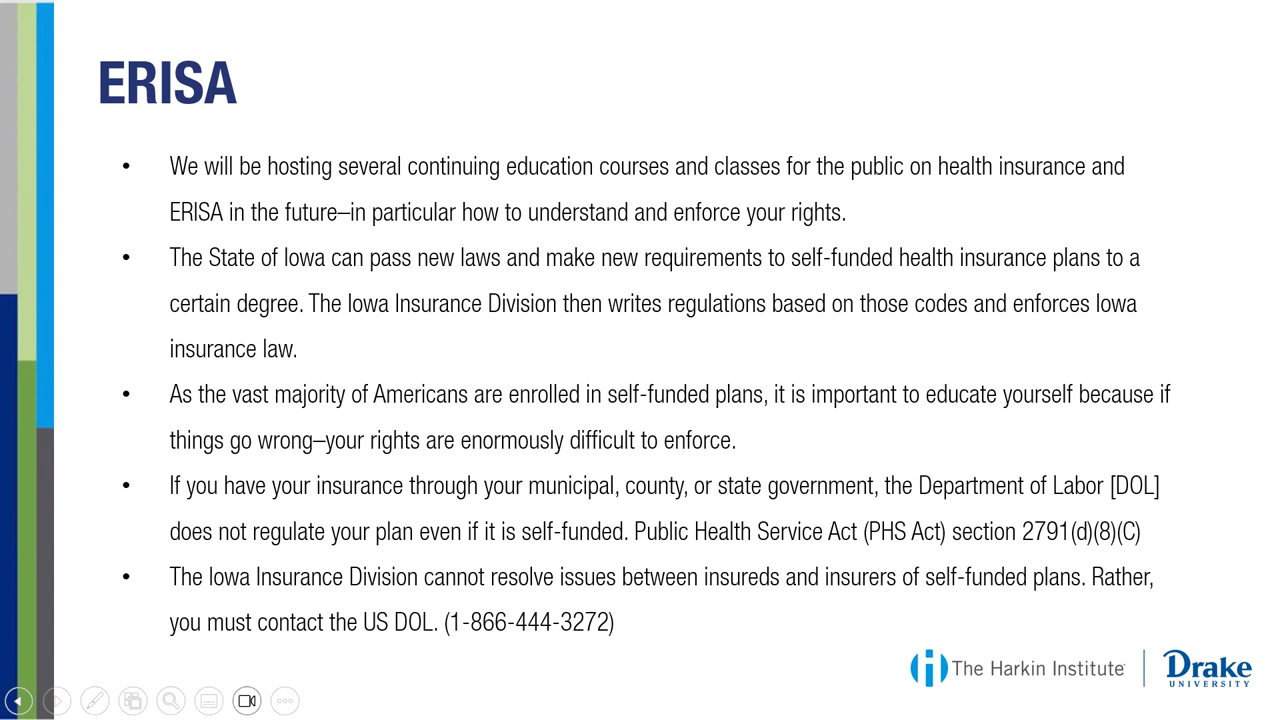 ERISA
• We will be hosting several continuing education courses and classes for the public on health insurance and
ERISA in the future–in particular how to understand and enforce your rights.
• The State of Iowa can pass new laws and make new requirements to self-funded health insurance plans to a
certain degree. The Iowa Insurance Division then writes regulations based on those codes and enforces Iowa
insurance law.
• As the vast majority of Americans are enrolled in self-funded plans, it is important to educate yourself because if
things go wrong–your rights are enormously difficult to enforce.
• If you have your insurance through your municipal, county, or state government, the Department of Labor [DOL]
does not regulate your plan even if it is self-funded. Public Health Service Act (PHS Act) section 2791(d)(8)(C)
• The Iowa Insurance Division cannot resolve issues between insureds and insurers of self-funded plans. Rather,
you must contact the US DOL. (1-866-444-3272)
The Harkin Institute
Drake
UNIVERSITY